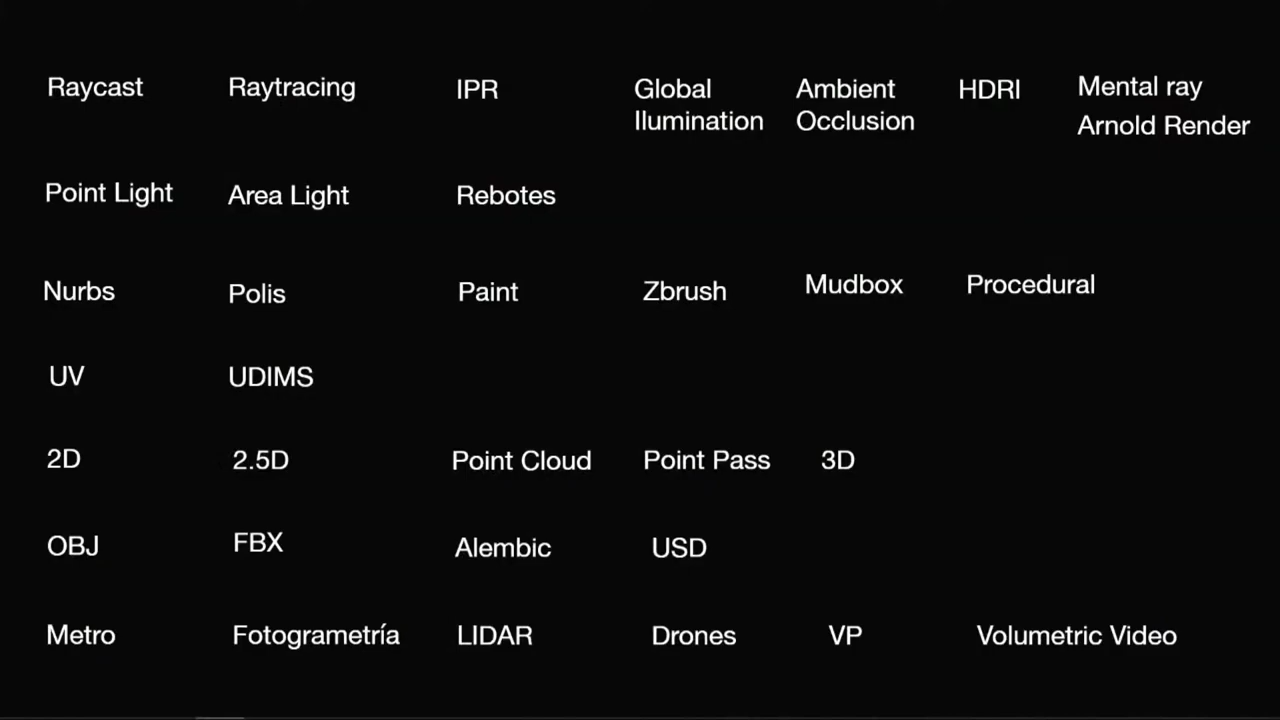 Raycast Raytracing IPR Global Ilumination Ambient Occlusion HDRI Mental ray Arnold Render
Point Light Area Light Rebotes
Nurbs Polis Paint Zbrush Mudbox Procedural
UV UDIMS
2D 2.5D Point Cloud Point Pass 3D
OBJ FBX Alembic USD
Metro Fotogrametría LIDAR Drones VP Volumetric Video